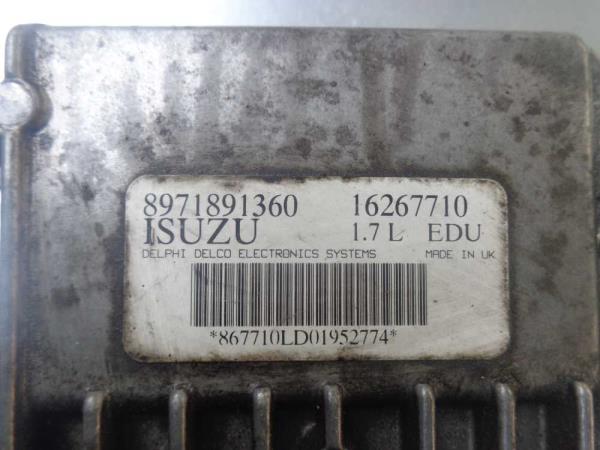 8971891360 16267710
ISUZU 1.7 L EDU
DELPHI DELCO ELECTRONICS SYSTEMS MADE IN UK
*867710LD01952774*